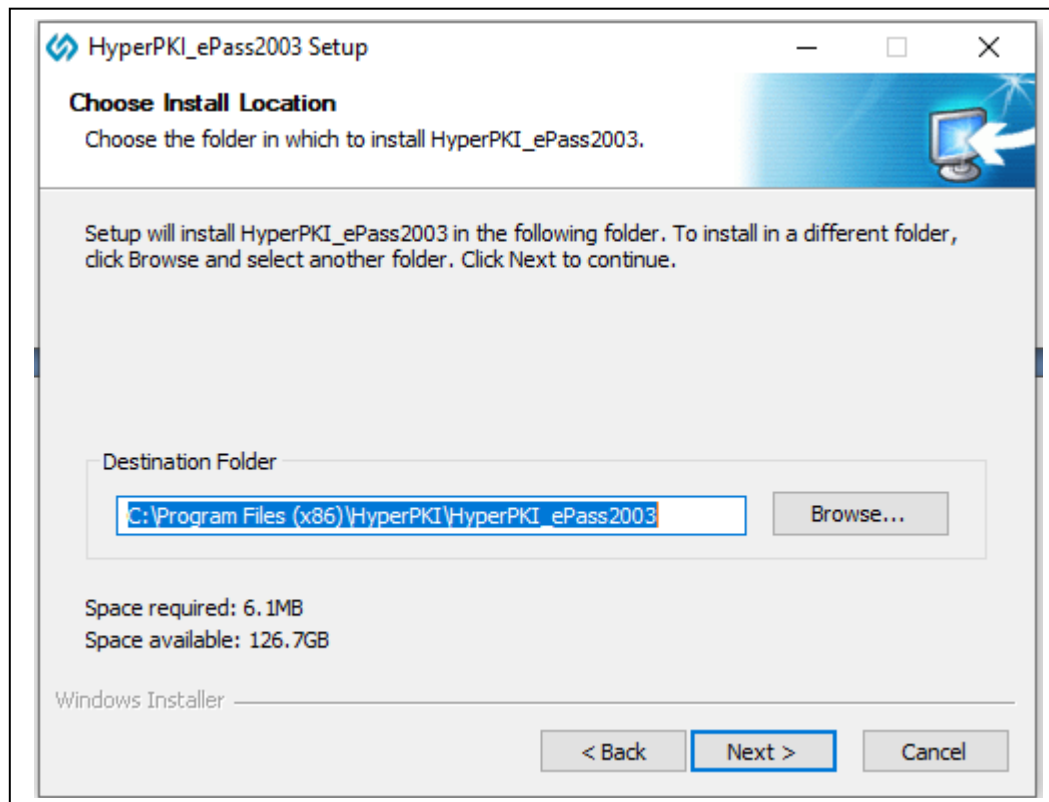 HyperPKI_ePass2003 Setup
Choose Install Location
Choose the folder in which to install HyperPKI_ePass2003.
Setup will install HyperPKI_ePass2003 in the following folder. To install in a different folder,
click Browse and select another folder. Click Next to continue.
Destination Folder
C:\Program Files (x86)\HyperPKI\HyperPKI_ePass2003
Browse...
Space required: 6.1MB
Space available: 126.7GB
Windows Installer
< Back
Next >
Cancel